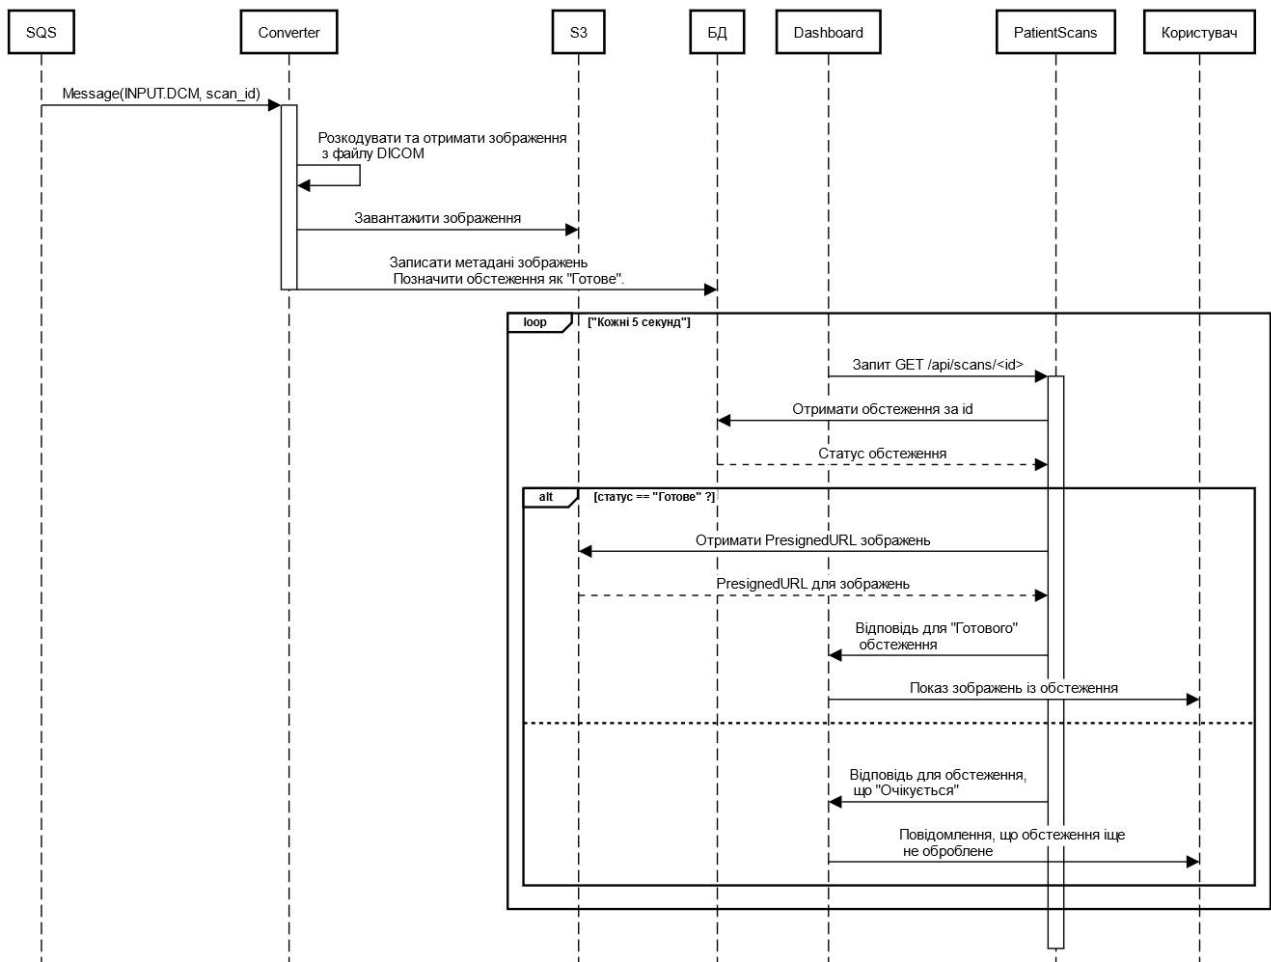 SQS
Converter
S3
БД
Dashboard
PatientScans
Користувач
Message(INPUT.DCM, scan_id)
Розкодувати та отримати зображення
з файлу DICOM
Завантажити зображення
Записати метадані зображень
Позначити обстеження як "Готове".
loop
["Кожні 5 секунд"]
Запит GET /api/scans/<id>
Отримати обстеження за id
Статус обстеження
alt
[статус == "Готове" ?]
Отримати PresignedURL зображень
PresignedURL для зображень
Відповідь для "Готового"
обстеження
Показ зображень із обстеження
Відповідь для обстеження,
що "Очікується"
Повідомлення, що обстеження іще
не оброблене